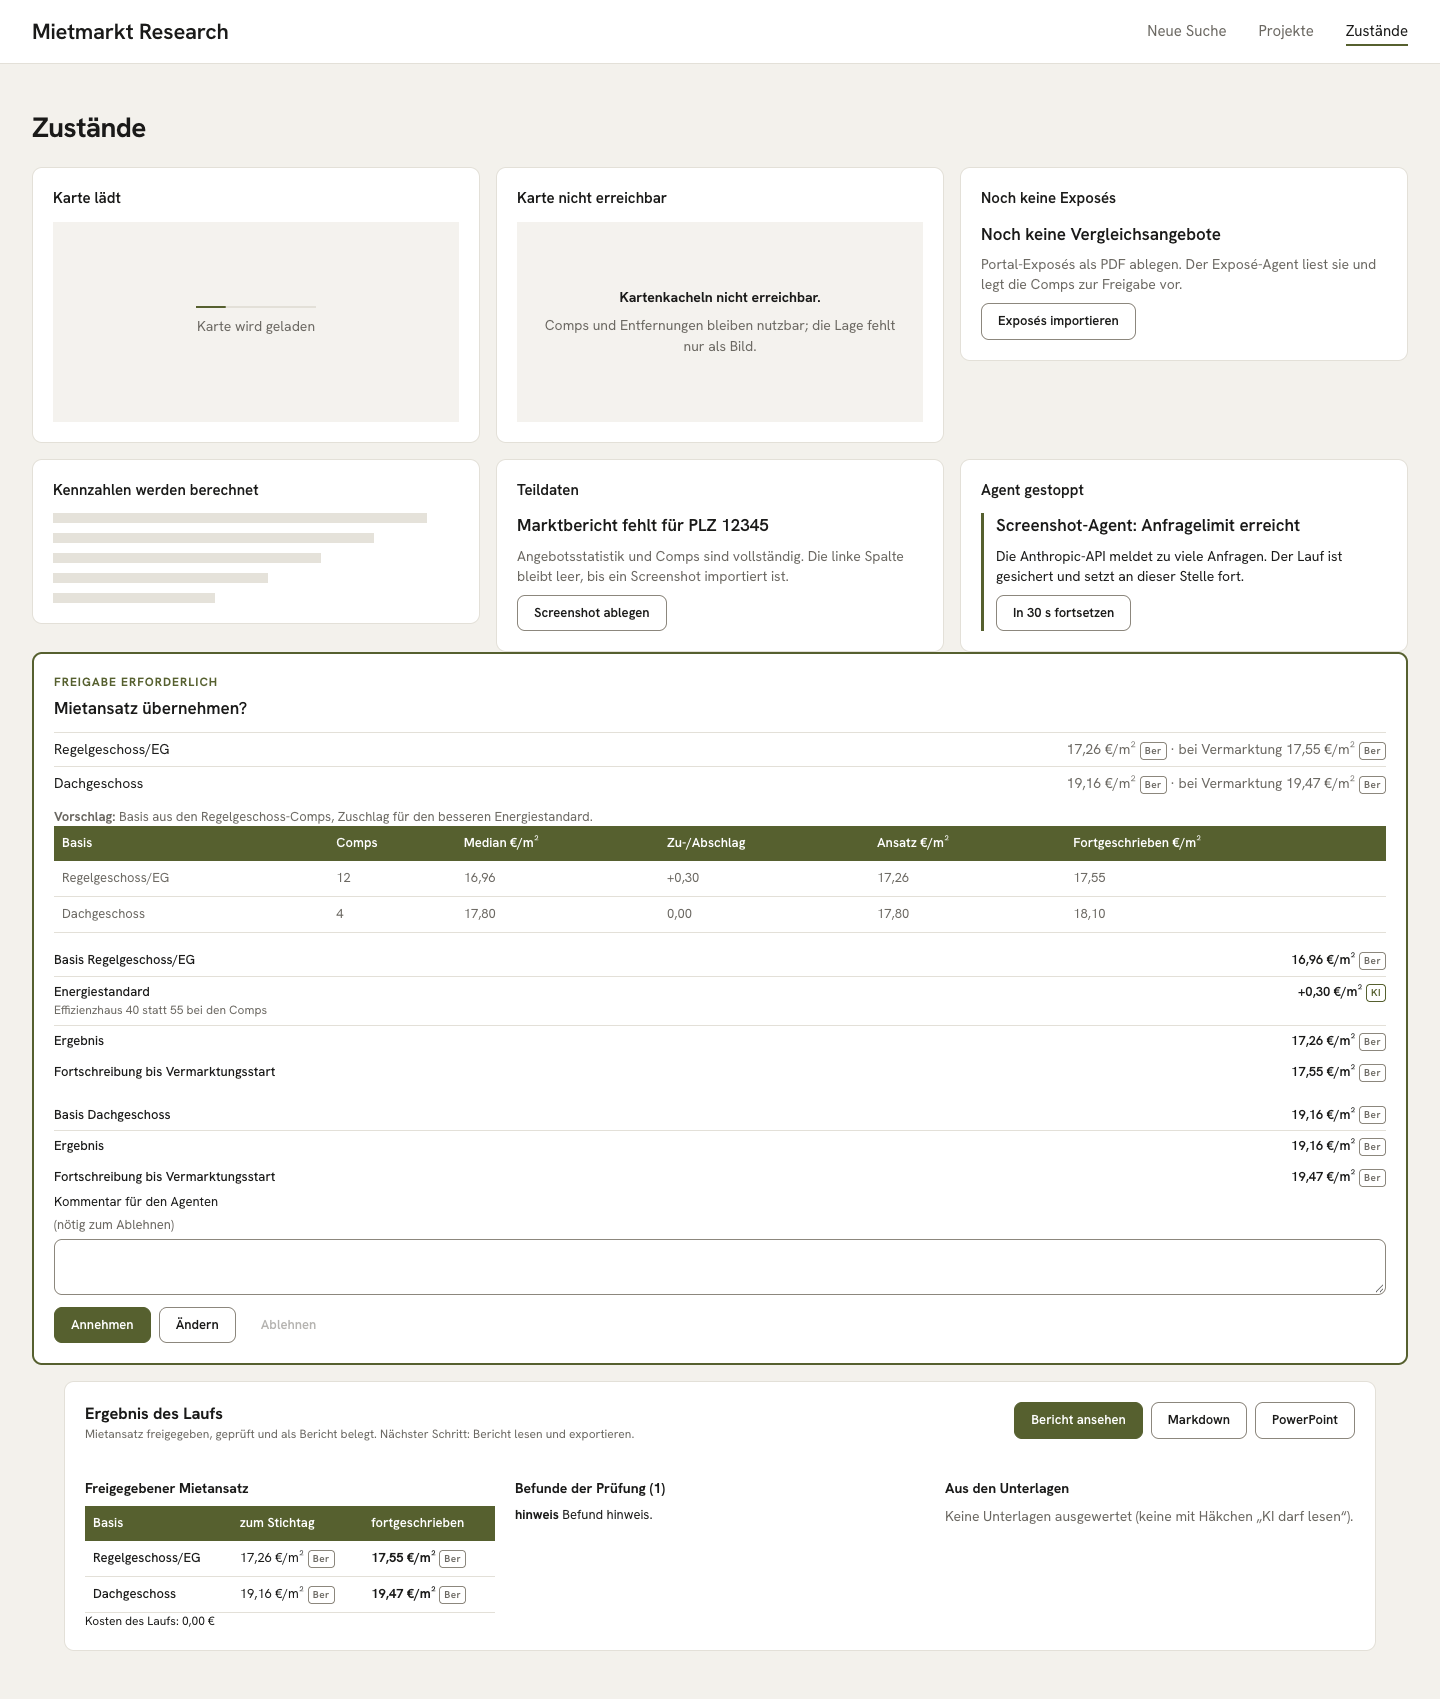 Mietmarkt Research
Neue Suche
Projekte
Zustände
Zustände
Karte lädt
Karte wird geladen
Karte nicht erreichbar
Kartenkacheln nicht erreichbar.
Comps und Entfernungen bleiben nutzbar; die Lage fehlt
nur als Bild.
Noch keine Exposés
Noch keine Vergleichsangebote
Portal-Exposés als PDF ablegen. Der Exposé-Agent liest sie und
legt die Comps zur Freigabe vor.
Exposés importieren
Kennzahlen werden berechnet
Teildaten
Marktbericht fehlt für PLZ 12345
Angebotsstatistik und Comps sind vollständig. Die linke Spalte
bleibt leer, bis ein Screenshot importiert ist.
Screenshot ablegen
Agent gestoppt
Screenshot-Agent: Anfragelimit erreicht
Die Anthropic-API meldet zu viele Anfragen. Der Lauf ist
gesichert und setzt an dieser Stelle fort.
In 30 s fortsetzen
FREIGABE ERFORDERLICH
Mietansatz übernehmen?
Regelgeschoss/EG 17,26 €/m² Ber · bei Vermarktung 17,55 €/m² Ber
Dachgeschoss 19,16 €/m² Ber · bei Vermarktung 19,47 €/m² Ber
Vorschlag: Basis aus den Regelgeschoss-Comps, Zuschlag für den besseren Energiestandard.
Basis Comps Median €/m² Zu-/Abschlag Ansatz €/m² Fortgeschrieben €/m²
Regelgeschoss/EG 12 16,96 +0,30 17,26 17,55
Dachgeschoss 4 17,80 0,00 17,80 18,10
Basis Regelgeschoss/EG 16,96 €/m² Ber
Energiestandard +0,30 €/m² KI
Effizienzhaus 40 statt 55 bei den Comps
Ergebnis 17,26 €/m² Ber
Fortschreibung bis Vermarktungsstart 17,55 €/m² Ber
Basis Dachgeschoss 19,16 €/m² Ber
Ergebnis 19,16 €/m² Ber
Fortschreibung bis Vermarktungsstart 19,47 €/m² Ber
Kommentar für den Agenten
(nötig zum Ablehnen)
Annehmen Ändern Ablehnen
Ergebnis des Laufs
Mietansatz freigegeben, geprüft und als Bericht belegt. Nächster Schritt: Bericht lesen und exportieren.
Bericht ansehen Markdown PowerPoint
Freigegebener Mietansatz
Basis zum Stichtag fortgeschrieben
Regelgeschoss/EG 17,26 €/m² Ber 17,55 €/m² Ber
Dachgeschoss 19,16 €/m² Ber 19,47 €/m² Ber
Kosten des Laufs: 0,00 €
Befunde der Prüfung (1)
hinweis Befund hinweis.
Aus den Unterlagen
Keine Unterlagen ausgewertet (keine mit Häkchen „KI darf lesen“).